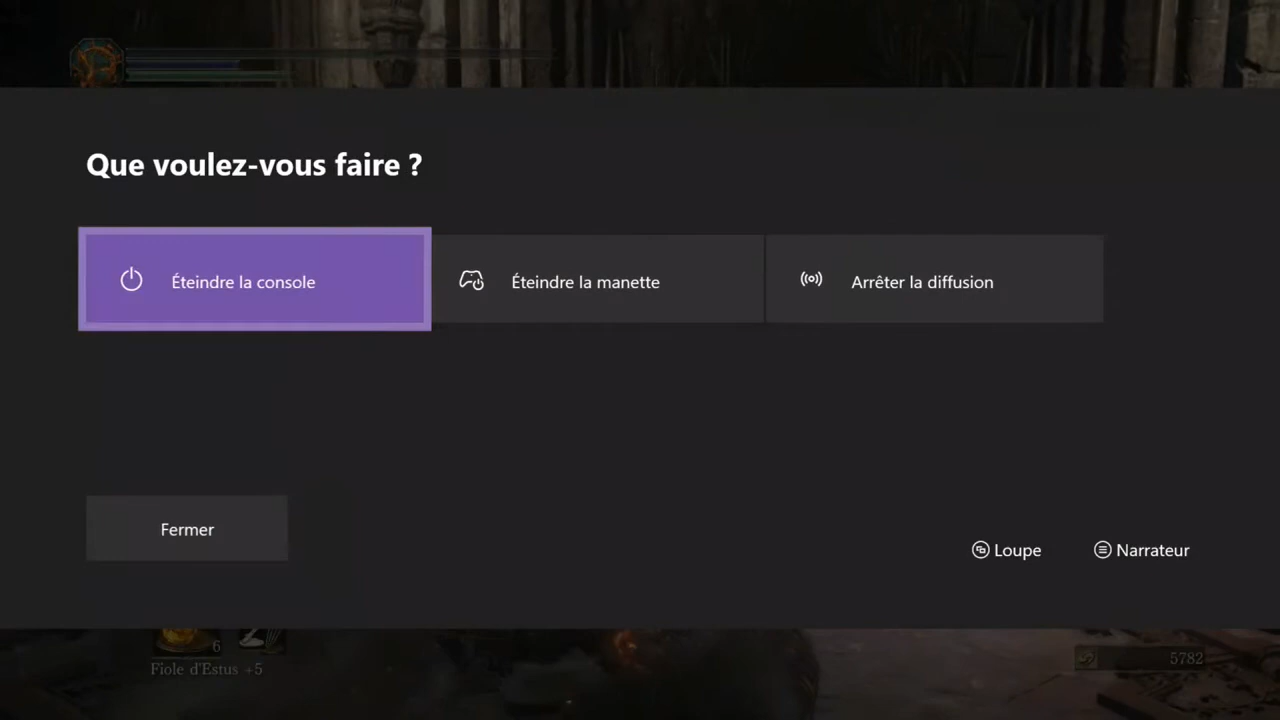 Que voulez-vous faire ?
Éteindre la console
Éteindre la manette
Arrêter la diffusion
Fermer
Loupe
Narrateur
6
Fiole d'Estus +5
5782